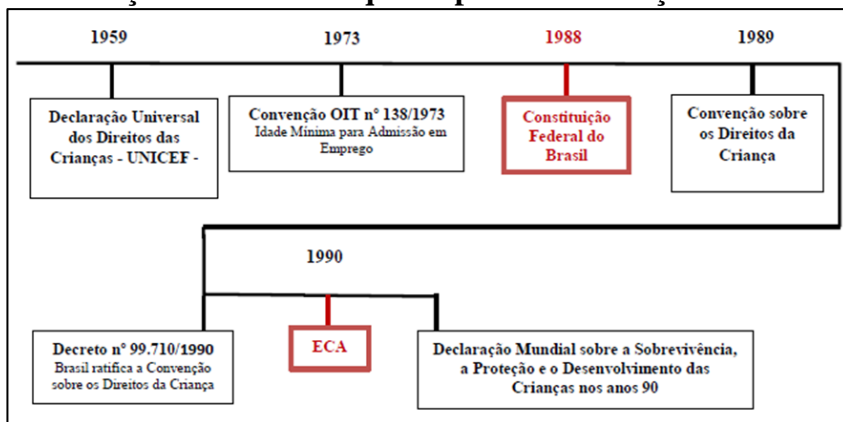 1959
1973
1988
1989
Declaração Universal
dos Direitos das
Crianças - UNICEF -
Convenção OIT nº 138/1973
Idade Mínima para Admissão em
Emprego
Constituição
Federal do
Brasil
Convenção sobre
os Direitos da
Criança
1990
Decreto nº 99.710/1990
Brasil ratifica a Convenção
sobre os Direitos da Criança
ECA
Declaração Mundial sobre a Sobrevivência,
a Proteção e o Desenvolvimento das
Crianças nos anos 90